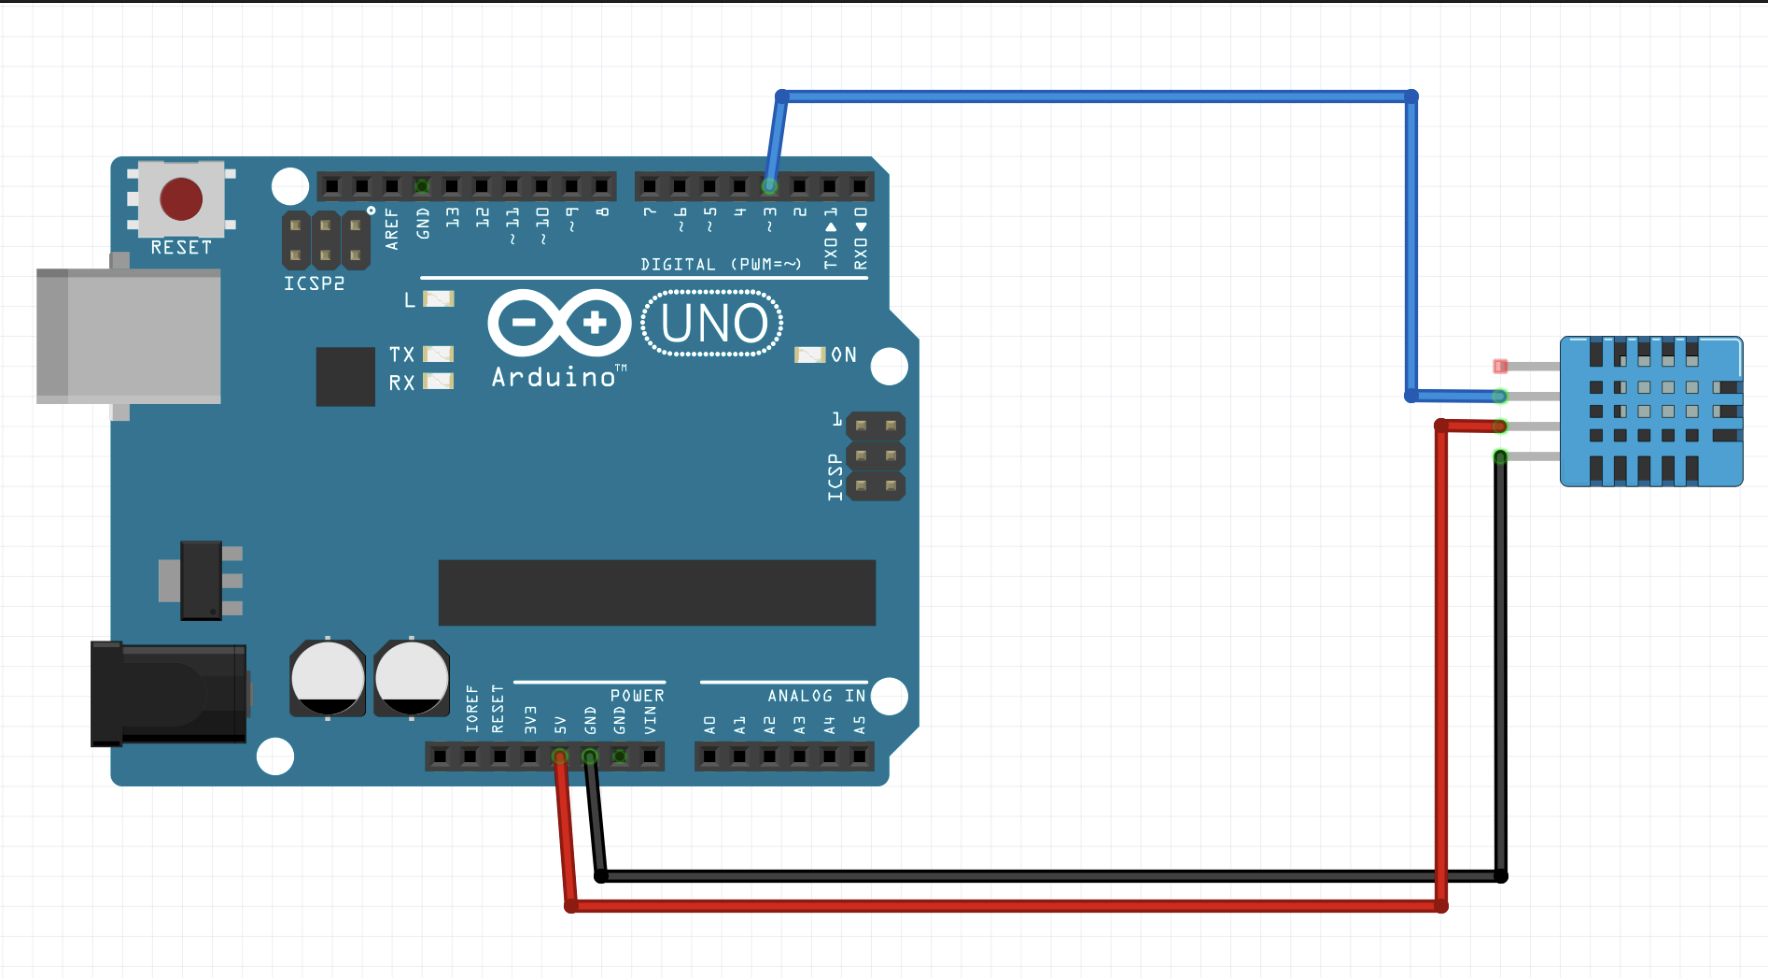 RESET
ICSP2
AREF
GND
13
12
~11
~10
~9
8
7
~6
~5
4
~3
2
TX0▶1
RX0◀0
DIGITAL (PWM=~)
L
TX
RX
UNO
Arduino™
ON
1
ICSP
IOREF
RESET
3V3
5V
GND
GND
VIN
POWER
ANALOG IN
A0
A1
A2
A3
A4
A5